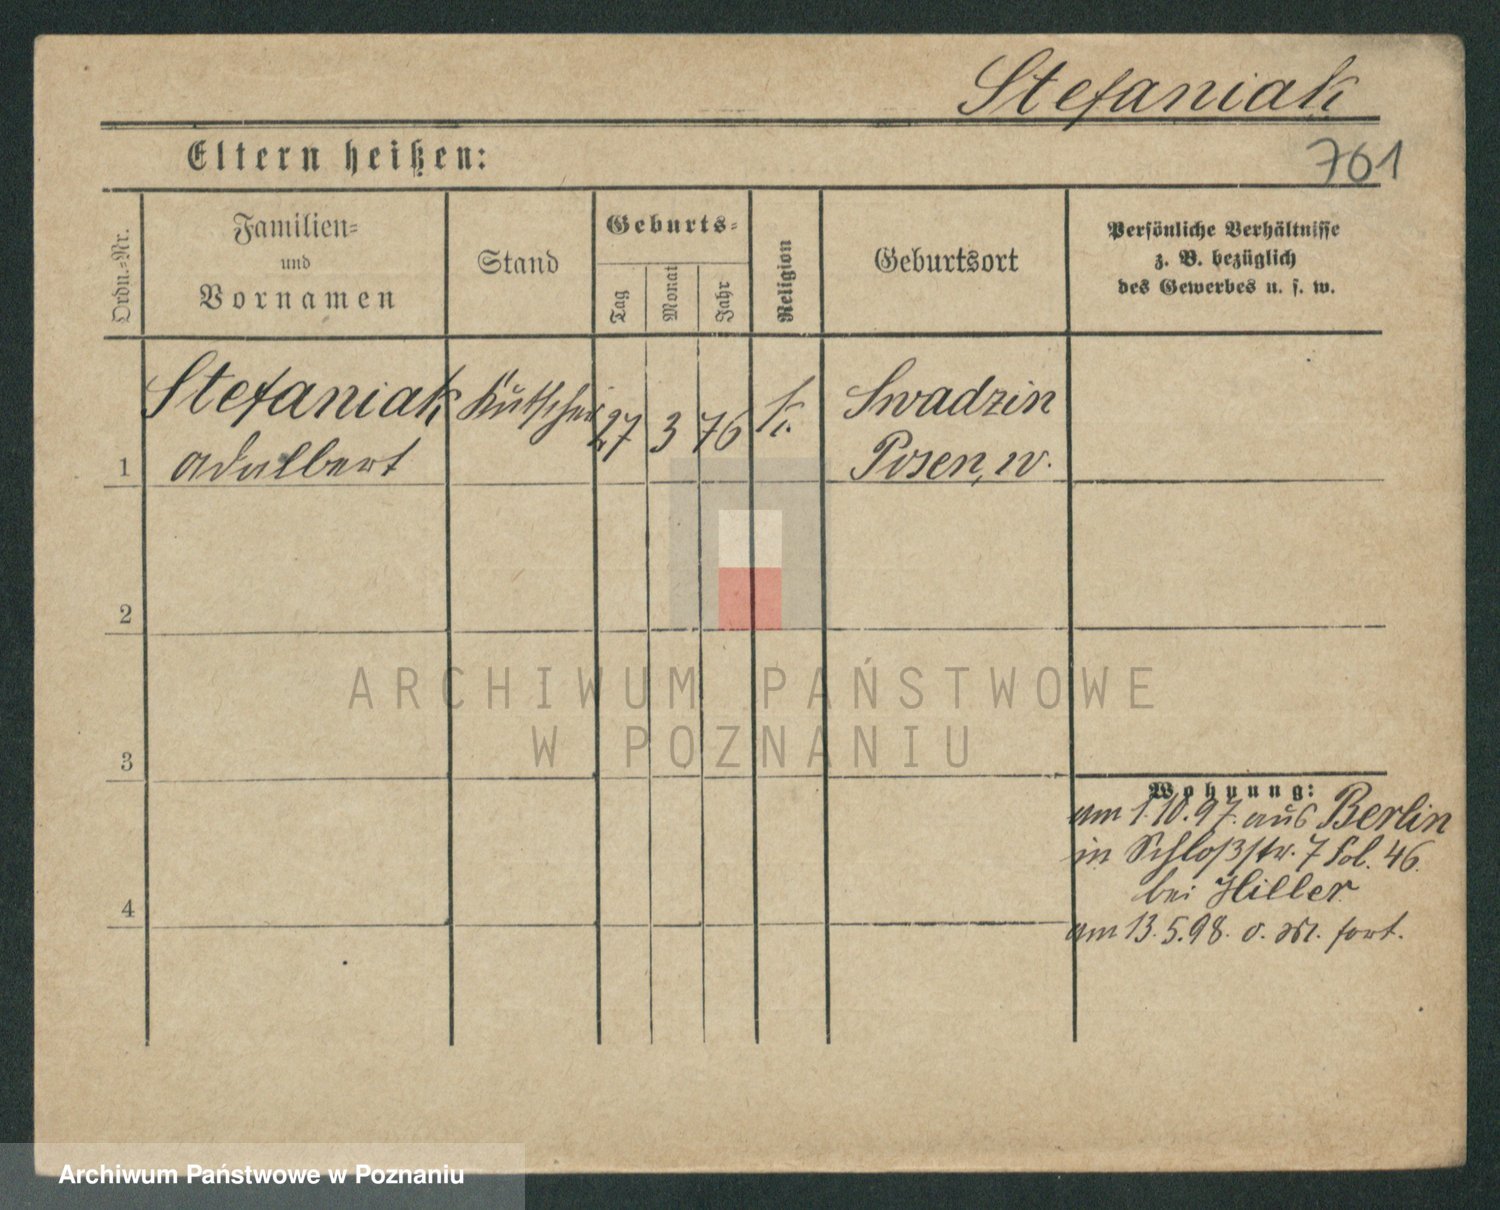 Stefaniak
761
Eltern heißen:
Ordn.-Nr.
Familien-
und
Vornamen
Stand
Geburts-
Tag
Monat
Jahr
Religion
Geburtsort
Persönliche Verhältnisse
z. B. bezüglich
des Gewerbes u. s. w.
Stefaniak Kutscher 27 3 76 k. Swadzin
1 Adalbert Posen, w.
2
3
4
ARCHIWUM PAŃSTWOWE
W POZNANIU
Wohnung:
am 1.10.97. aus Berlin
in Schloßstr. 7 fol. 46.
bei Hiller
am 13.5.98. o. M. fort.
Archiwum Państwowe w Poznaniu